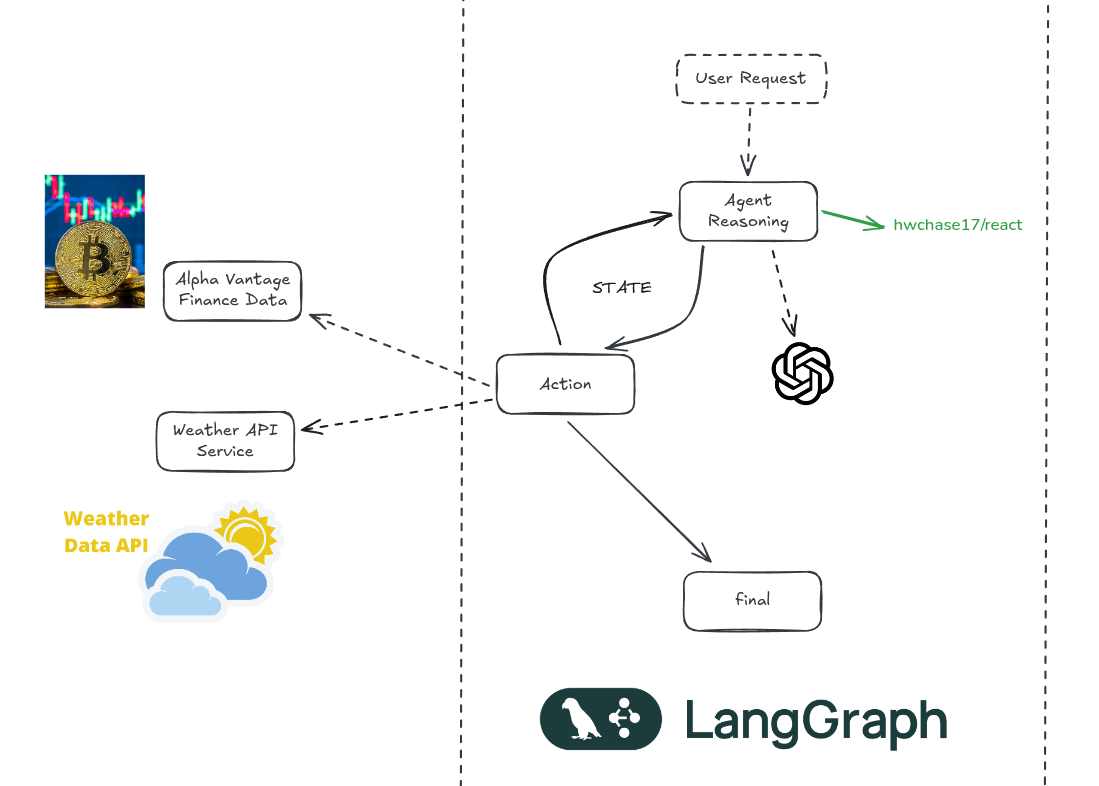 User Request
Agent
Reasoning
hwchase17/react
STATE
Alpha Vantage
Finance Data
Action
Weather API
Service
Weather
Data API
final
LangGraph